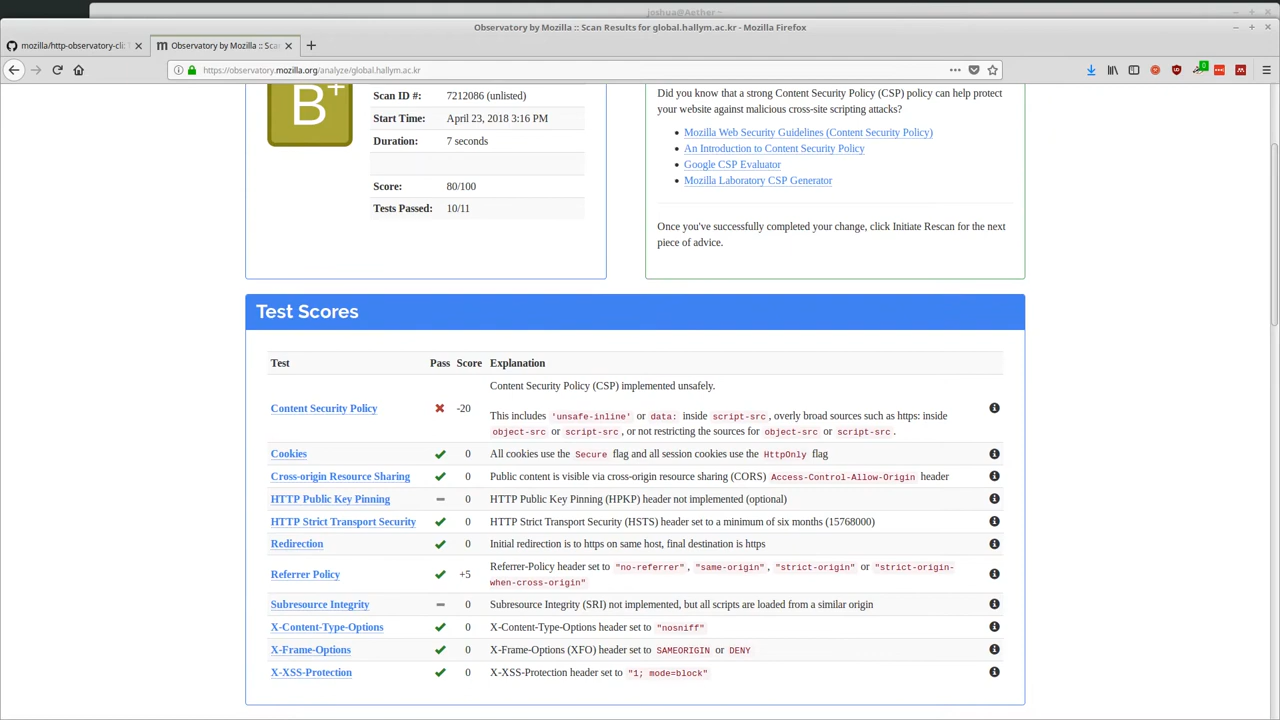 joshua@Aether ~
Observatory by Mozilla :: Scan Results for global.hallym.ac.kr - Mozilla Firefox
mozilla/http-observatory-cli:
Observatory by Mozilla :: Sca
https://observatory.mozilla.org/analyze/global.hallym.ac.kr
0
B+
Scan ID #: 7212086 (unlisted)
Start Time: April 23, 2018 3:16 PM
Duration: 7 seconds
Score: 80/100
Tests Passed: 10/11
Did you know that a strong Content Security Policy (CSP) policy can help protect
your website against malicious cross-site scripting attacks?
• Mozilla Web Security Guidelines (Content Security Policy)
• An Introduction to Content Security Policy
• Google CSP Evaluator
• Mozilla Laboratory CSP Generator
Once you've successfully completed your change, click Initiate Rescan for the next
piece of advice.
Test Scores
Test Pass Score Explanation
Content Security Policy -20 Content Security Policy (CSP) implemented unsafely.
This includes 'unsafe-inline' or data: inside script-src, overly broad sources such as https: inside
object-src or script-src, or not restricting the sources for object-src or script-src.
Cookies 0 All cookies use the Secure flag and all session cookies use the HttpOnly flag
Cross-origin Resource Sharing 0 Public content is visible via cross-origin resource sharing (CORS) Access-Control-Allow-Origin header
HTTP Public Key Pinning 0 HTTP Public Key Pinning (HPKP) header not implemented (optional)
HTTP Strict Transport Security 0 HTTP Strict Transport Security (HSTS) header set to a minimum of six months (15768000)
Redirection 0 Initial redirection is to https on same host, final destination is https
Referrer Policy +5 Referrer-Policy header set to "no-referrer", "same-origin", "strict-origin" or "strict-origin-
when-cross-origin"
Subresource Integrity 0 Subresource Integrity (SRI) not implemented, but all scripts are loaded from a similar origin
X-Content-Type-Options 0 X-Content-Type-Options header set to "nosniff"
X-Frame-Options 0 X-Frame-Options (XFO) header set to SAMEORIGIN or DENY
X-XSS-Protection 0 X-XSS-Protection header set to "1; mode=block"